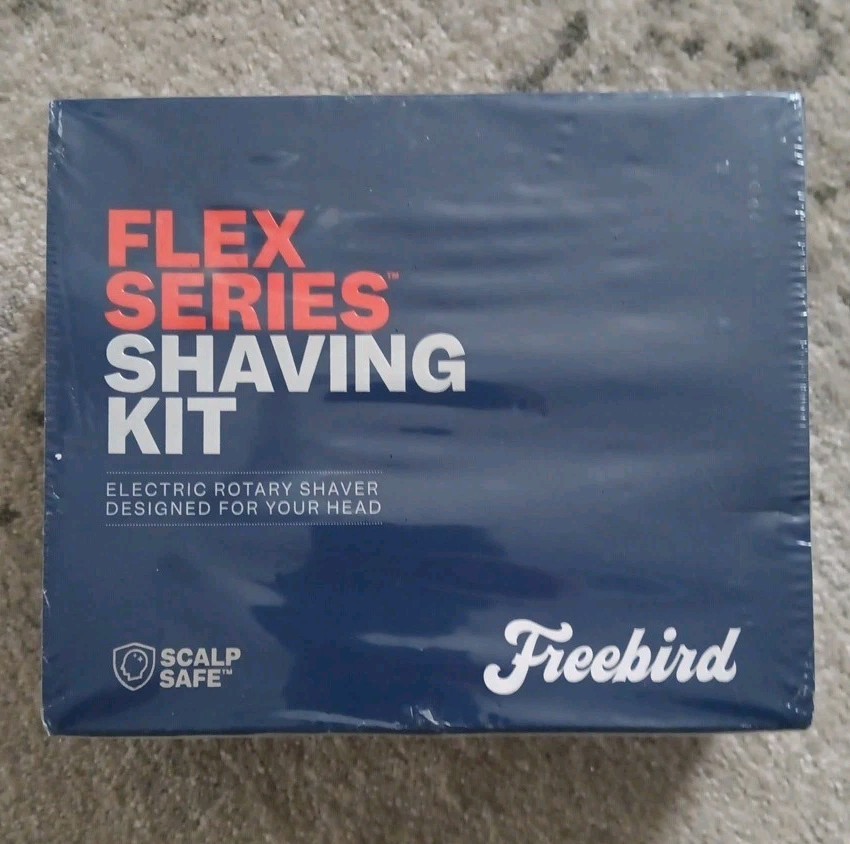 FLEX
SERIES™
SHAVING
KIT
ELECTRIC ROTARY SHAVER
DESIGNED FOR YOUR HEAD
SCALP
SAFE™
Freebird